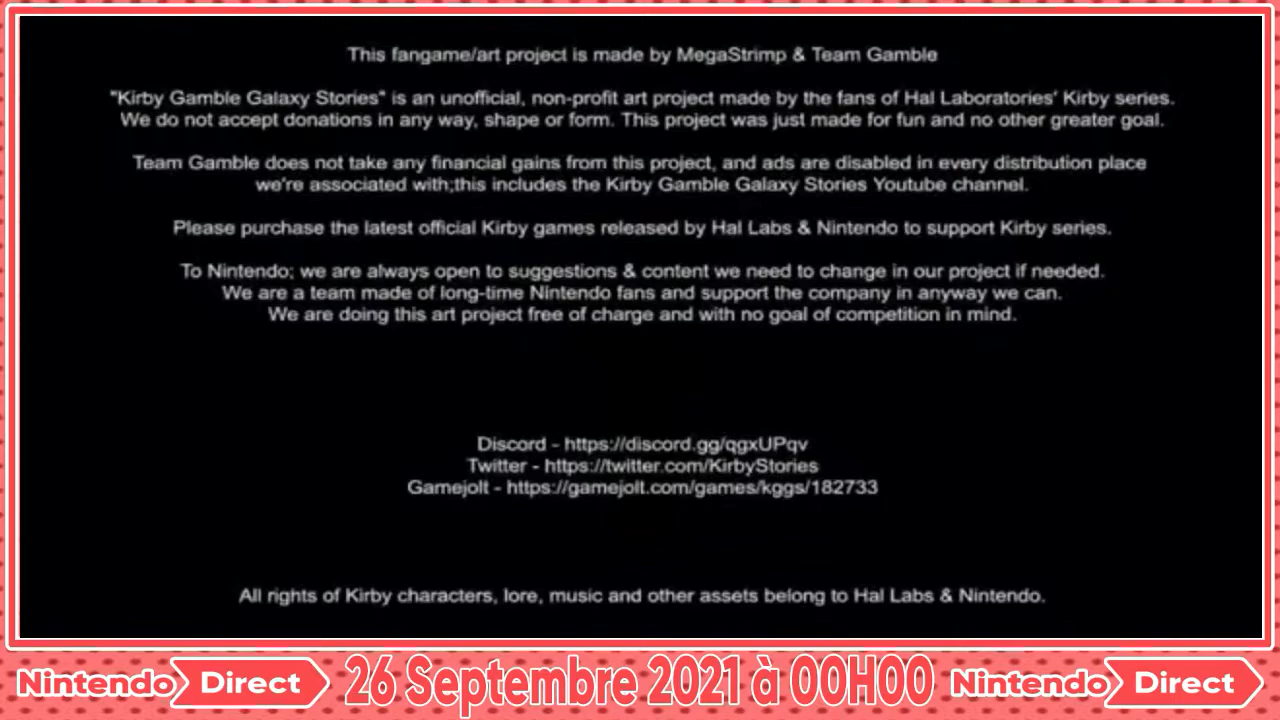 This fangame/art project is made by MegaStrimp & Team Gamble
"Kirby Gamble Galaxy Stories" is an unofficial, non-profit art project made by the fans of Hal Laboratories' Kirby series.
We do not accept donations in any way, shape or form. This project was just made for fun and no other greater goal.
Team Gamble does not take any financial gains from this project, and ads are disabled in every distribution place
we're associated with;this includes the Kirby Gamble Galaxy Stories Youtube channel.
Please purchase the latest official Kirby games released by Hal Labs & Nintendo to support Kirby series.
To Nintendo; we are always open to suggestions & content we need to change in our project if needed.
We are a team made of long-time Nintendo fans and support the company in anyway we can.
We are doing this art project free of charge and with no goal of competition in mind.
Discord - https://discord.gg/qgxUPqv
Twitter - https://twitter.com/KirbyStories
Gamejolt - https://gamejolt.com/games/kggs/182733
All rights of Kirby characters, lore, music and other assets belong to Hal Labs & Nintendo.
Nintendo Direct 26 Septembre 2021 à 00H00 Nintendo Direct